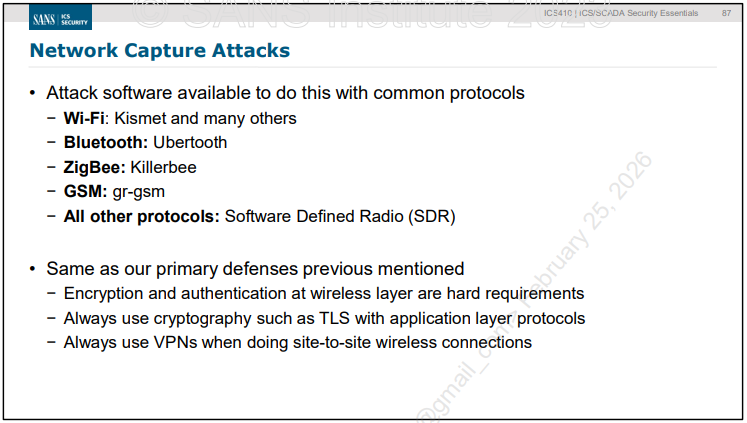 © SANS Institute 2026
SANS ICS SECURITY
ICS410 | ICS/SCADA Security Essentials 87
Network Capture Attacks
• Attack software available to do this with common protocols
− Wi-Fi: Kismet and many others
− Bluetooth: Ubertooth
− ZigBee: Killerbee
− GSM: gr-gsm
− All other protocols: Software Defined Radio (SDR)
• Same as our primary defenses previous mentioned
− Encryption and authentication at wireless layer are hard requirements
− Always use cryptography such as TLS with application layer protocols
− Always use VPNs when doing site-to-site wireless connections
February 25, 2026